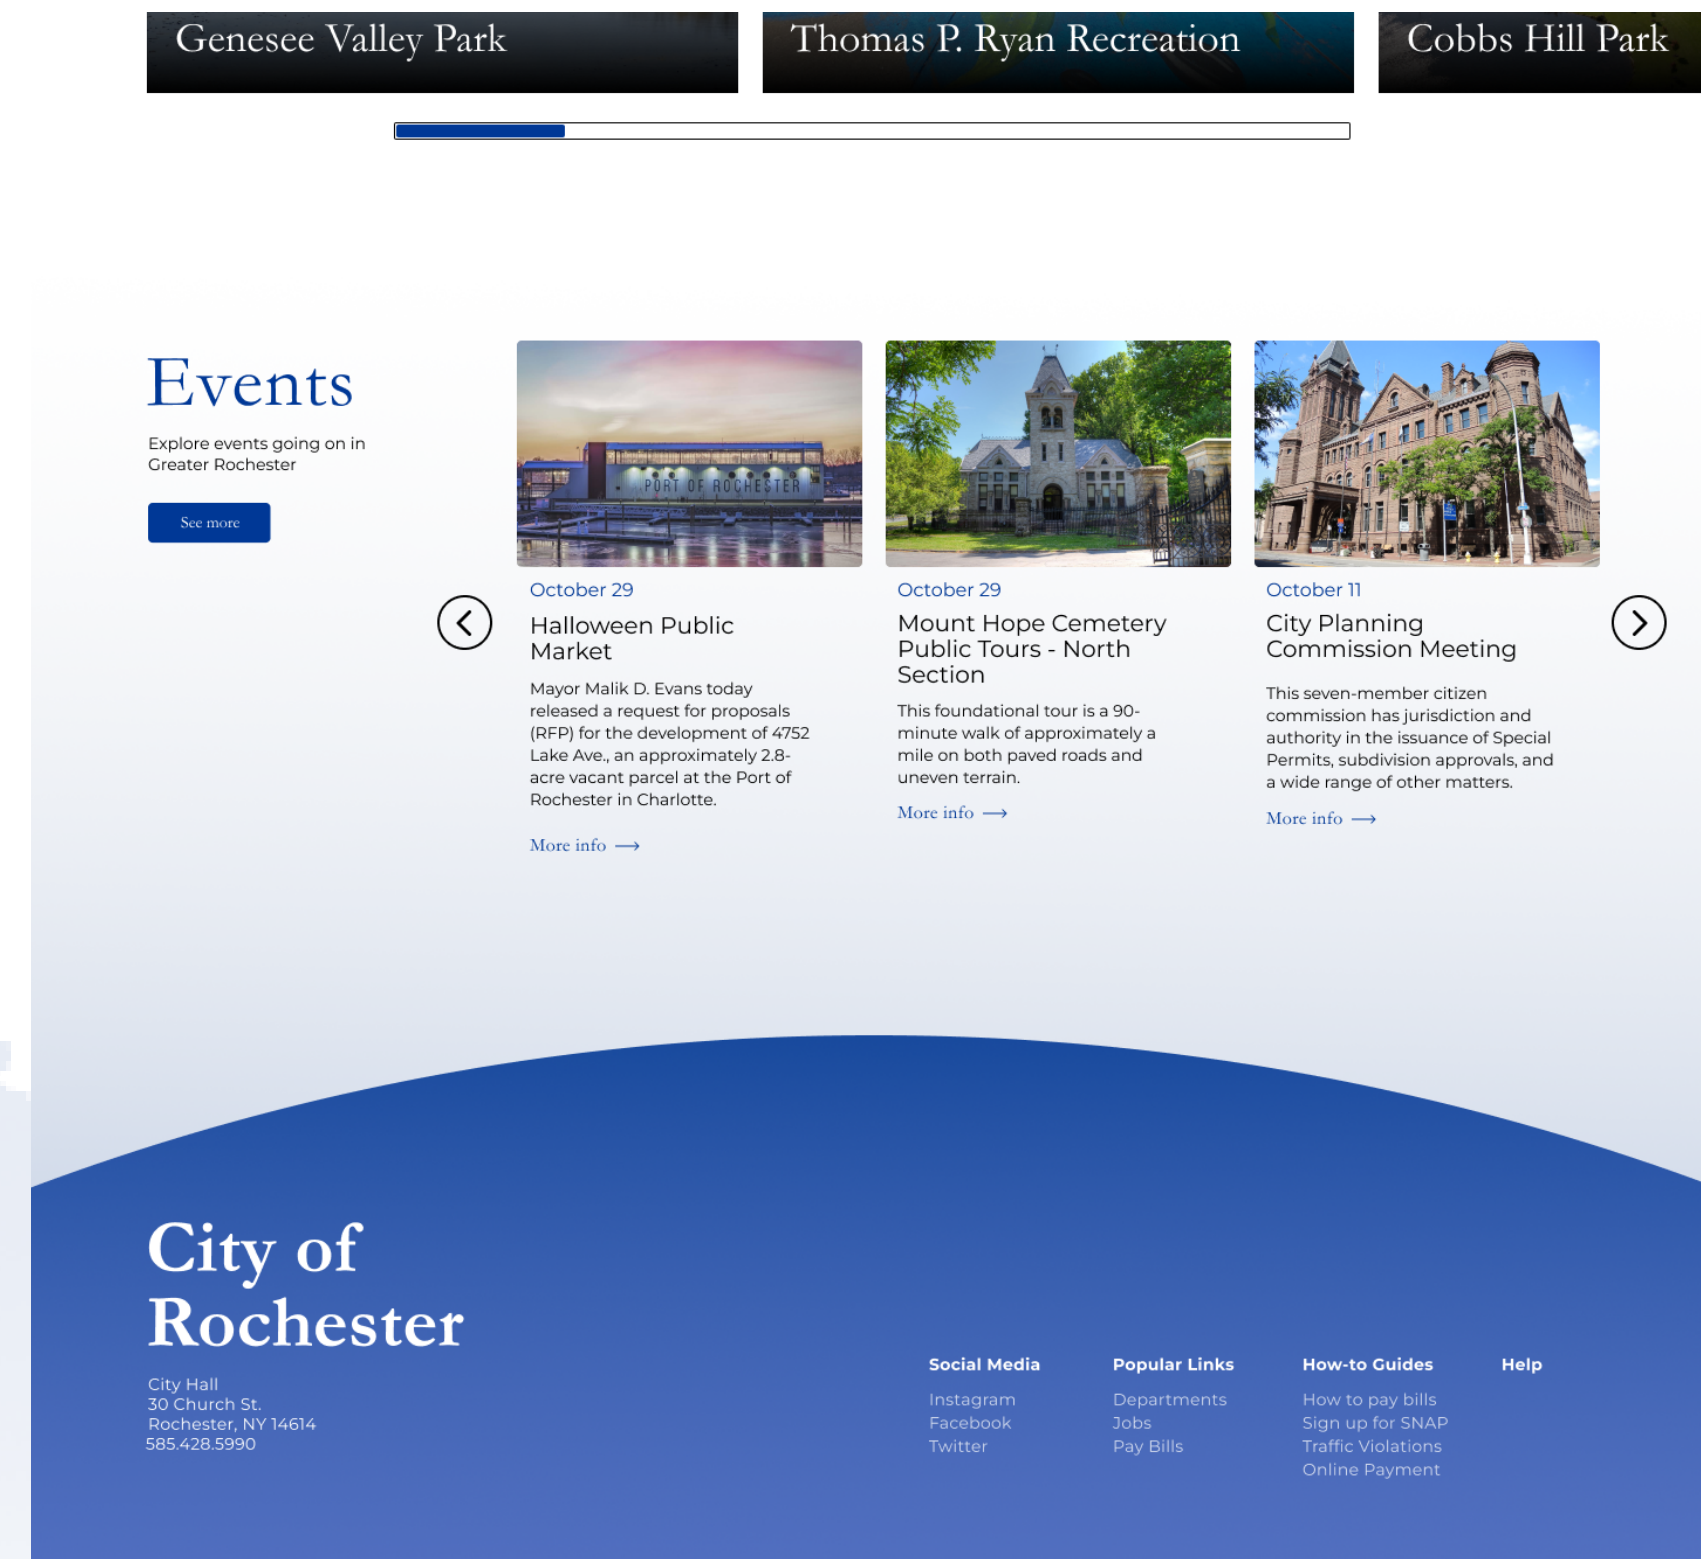 Genesee Valley Park
Thomas P. Ryan Recreation
Cobbs Hill Park
Events
Explore events going on in
Greater Rochester
See more
PORT OF ROCHESTER
October 29
Halloween Public
Market
Mayor Malik D. Evans today
released a request for proposals
(RFP) for the development of 4752
Lake Ave., an approximately 2.8-
acre vacant parcel at the Port of
Rochester in Charlotte.
More info
October 29
Mount Hope Cemetery
Public Tours - North
Section
This foundational tour is a 90-
minute walk of approximately a
mile on both paved roads and
uneven terrain.
More info
October 11
City Planning
Commission Meeting
This seven-member citizen
commission has jurisdiction and
authority in the issuance of Special
Permits, subdivision approvals, and
a wide range of other matters.
More info
City of
Rochester
City Hall
30 Church St.
Rochester, NY 14614
585.428.5990
Social Media
Instagram
Facebook
Twitter
Popular Links
Departments
Jobs
Pay Bills
How-to Guides
How to pay bills
Sign up for SNAP
Traffic Violations
Online Payment
Help